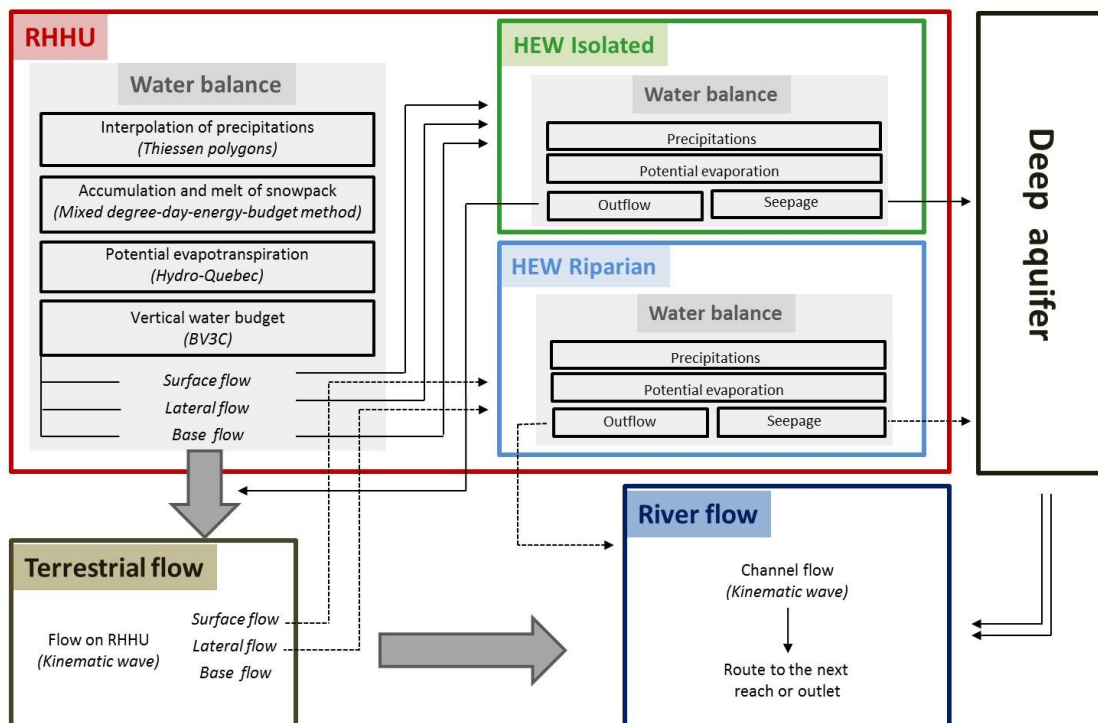 RHHU
Water balance
Interpolation of precipitations
(Thiessen polygons)
Accumulation and melt of snowpack
(Mixed degree-day-energy-budget method)
Potential evapotranspiration
(Hydro-Quebec)
Vertical water budget
(BV3C)
Surface flow
Lateral flow
Base flow
HEW Isolated
Water balance
Precipitations
Potential evaporation
Outflow
Seepage
HEW Riparian
Water balance
Precipitations
Potential evaporation
Outflow
Seepage
Deep aquifer
Terrestrial flow
Flow on RHHU
(Kinematic wave)
Surface flow
Lateral flow
Base flow
River flow
Channel flow
(Kinematic wave)
Route to the next
reach or outlet